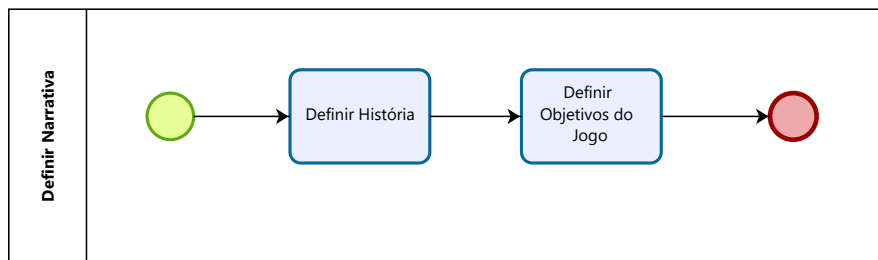 Definir Narrativa
Definir História
Definir
Objetivos do
Jogo